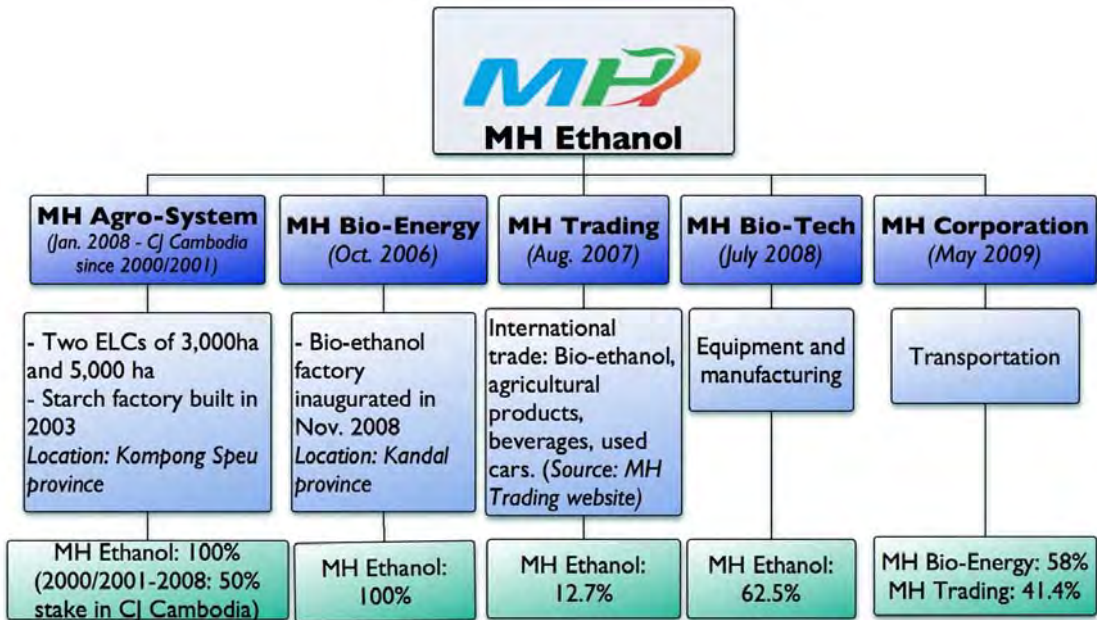 MH
MH Ethanol
MH Agro-System
(Jan. 2008 - CJ Cambodia
since 2000/2001)
- Two ELCs of 3,000ha
and 5,000 ha
- Starch factory built in
2003
Location: Kompong Speu
province
MH Ethanol: 100%
(2000/2001-2008: 50%
stake in CJ Cambodia)
MH Bio-Energy
(Oct. 2006)
- Bio-ethanol
factory
inaugurated in
Nov. 2008
Location: Kandal
province
MH Ethanol:
100%
MH Trading
(Aug. 2007)
International
trade: Bio-ethanol,
agricultural
products,
beverages, used
cars. (Source: MH
Trading website)
MH Ethanol:
12.7%
MH Bio-Tech
(July 2008)
Equipment and
manufacturing
MH Ethanol:
62.5%
MH Corporation
(May 2009)
Transportation
MH Bio-Energy: 58%
MH Trading: 41.4%